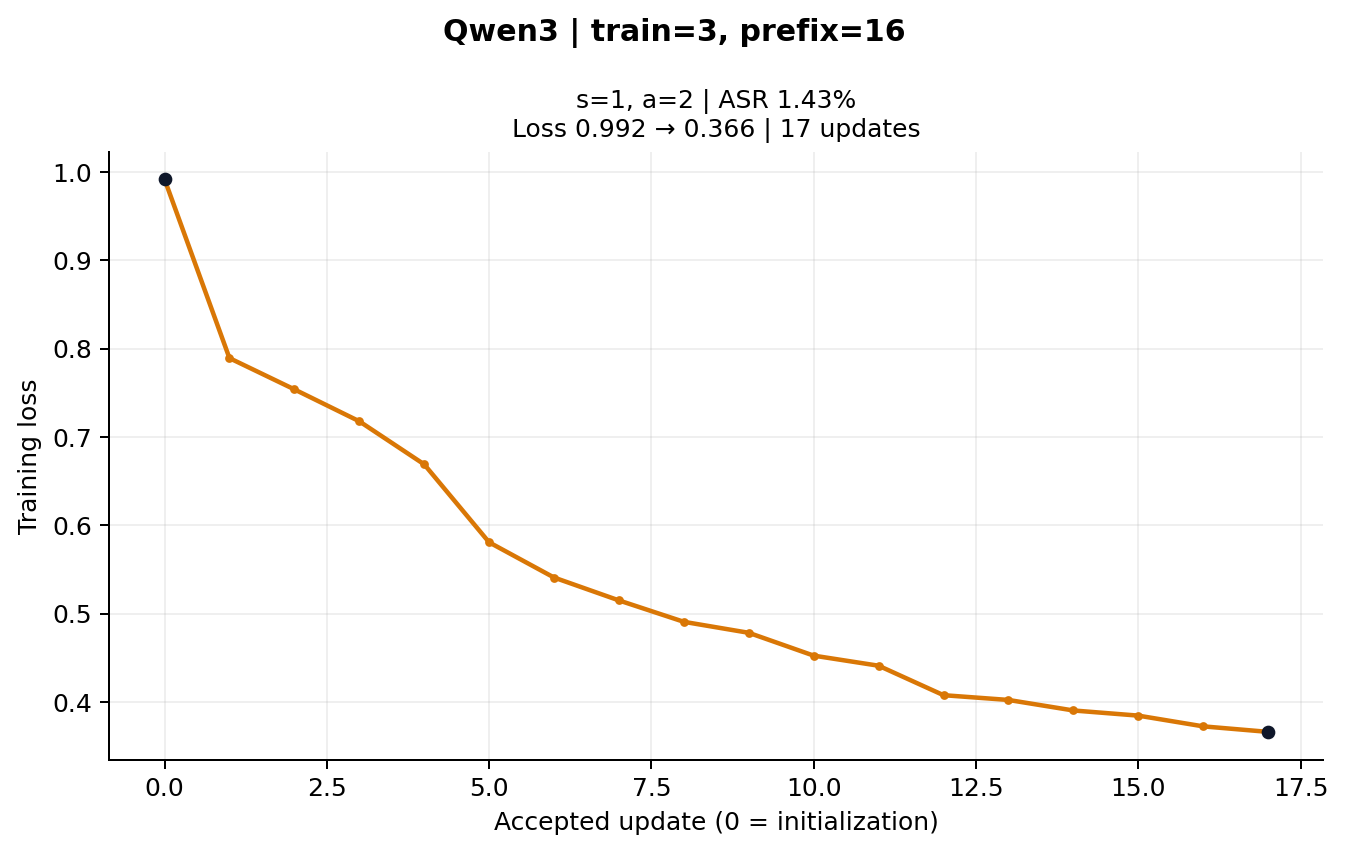 Qwen3 | train=3, prefix=16
s=1, a=2 | ASR 1.43%
Loss 0.992 → 0.366 | 17 updates
1.0
0.9
0.8
0.7
0.6
0.5
0.4
Training loss
0.0 2.5 5.0 7.5 10.0 12.5 15.0 17.5
Accepted update (0 = initialization)